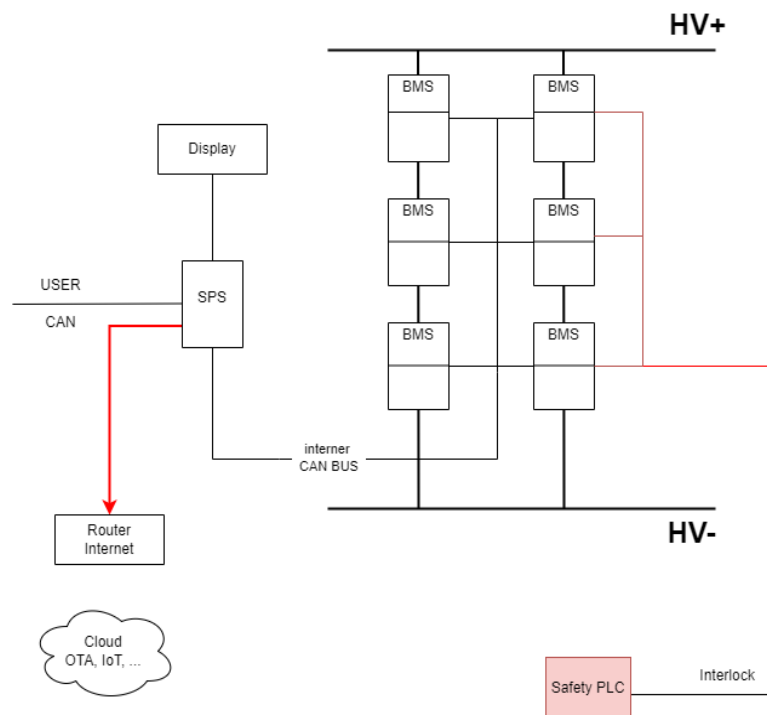 HV+
BMS
BMS
Display
BMS
BMS
USER
SPS
CAN
BMS
BMS
interner
CAN BUS
Router
Internet
HV-
Cloud
OTA, IoT, ...
Safety PLC
Interlock